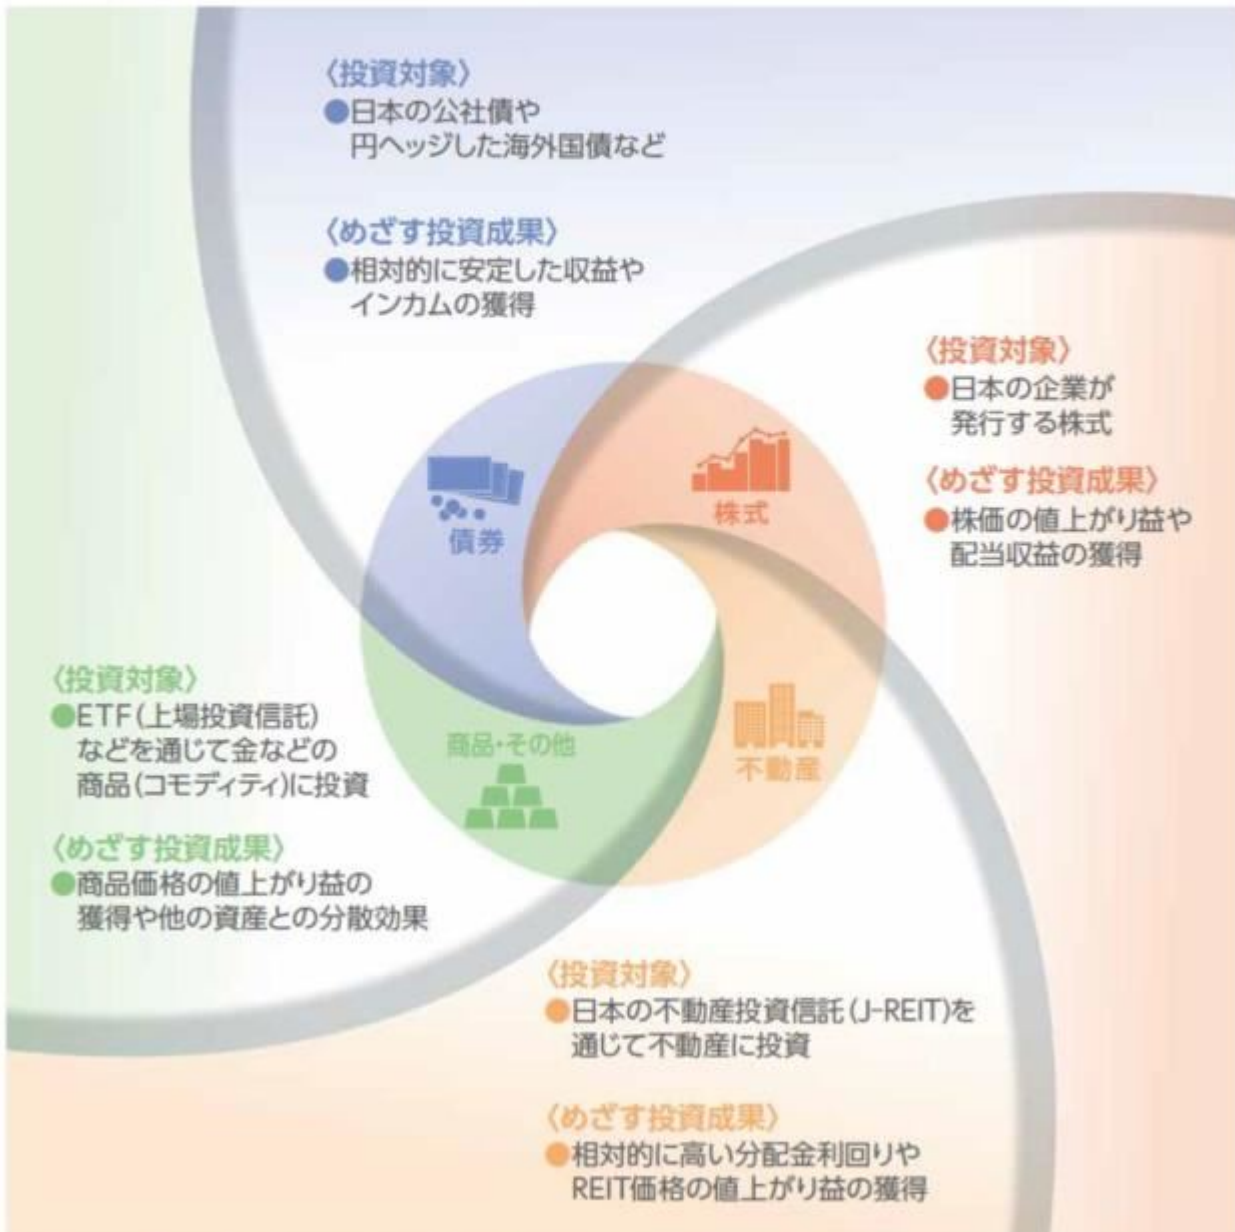 〈投資対象〉
●日本の公社債や
円ヘッジした海外国債など
〈めざす投資成果〉
●相対的に安定した収益や
インカムの獲得
〈投資対象〉
●日本の企業が
発行する株式
〈めざす投資成果〉
●株価の値上がり益や
配当収益の獲得
債券
株式
商品・その他
不動産
〈投資対象〉
●ETF(上場投資信託)
などを通じて金などの
商品(コモディティ)に投資
〈めざす投資成果〉
●商品価格の値上がり益の
獲得や他の資産との分散効果
〈投資対象〉
●日本の不動産投資信託(J-REIT)を
通じて不動産に投資
〈めざす投資成果〉
●相対的に高い分配金利回りや
REIT価格の値上がり益の獲得